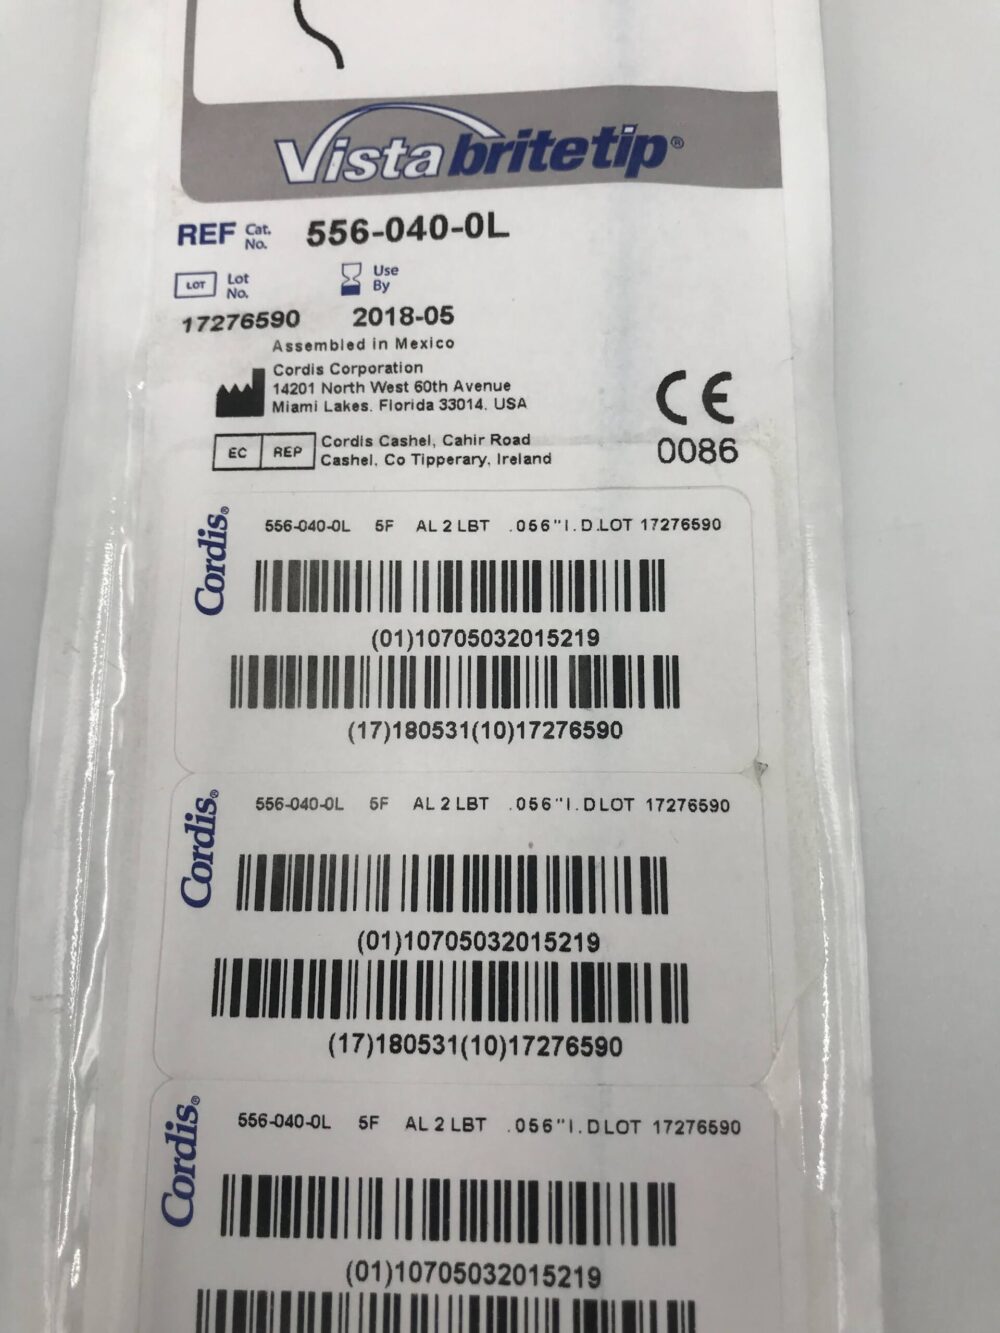 Vista britetip®
REF Cat. No. 556-040-0L
LOT Lot No. Use By
17276590 2018-05
Assembled in Mexico
Cordis Corporation
14201 North West 60th Avenue
Miami Lakes. Florida 33014. USA
CE
0086
EC REP
Cordis Cashel, Cahir Road
Cashel, Co Tipperary, Ireland
Cordis®
556-040-0L 5F AL 2 LBT .056"I.D.LOT 17276590
(01)10705032015219
(17)180531(10)17276590
Cordis®
556-040-0L 5F AL 2 LBT .056"I.DLOT 17276590
(01)10705032015219
(17)180531(10)17276590
Cordis®
556-040-0L 5F AL 2 LBT .056"I.DLOT 17276590
(01)10705032015219